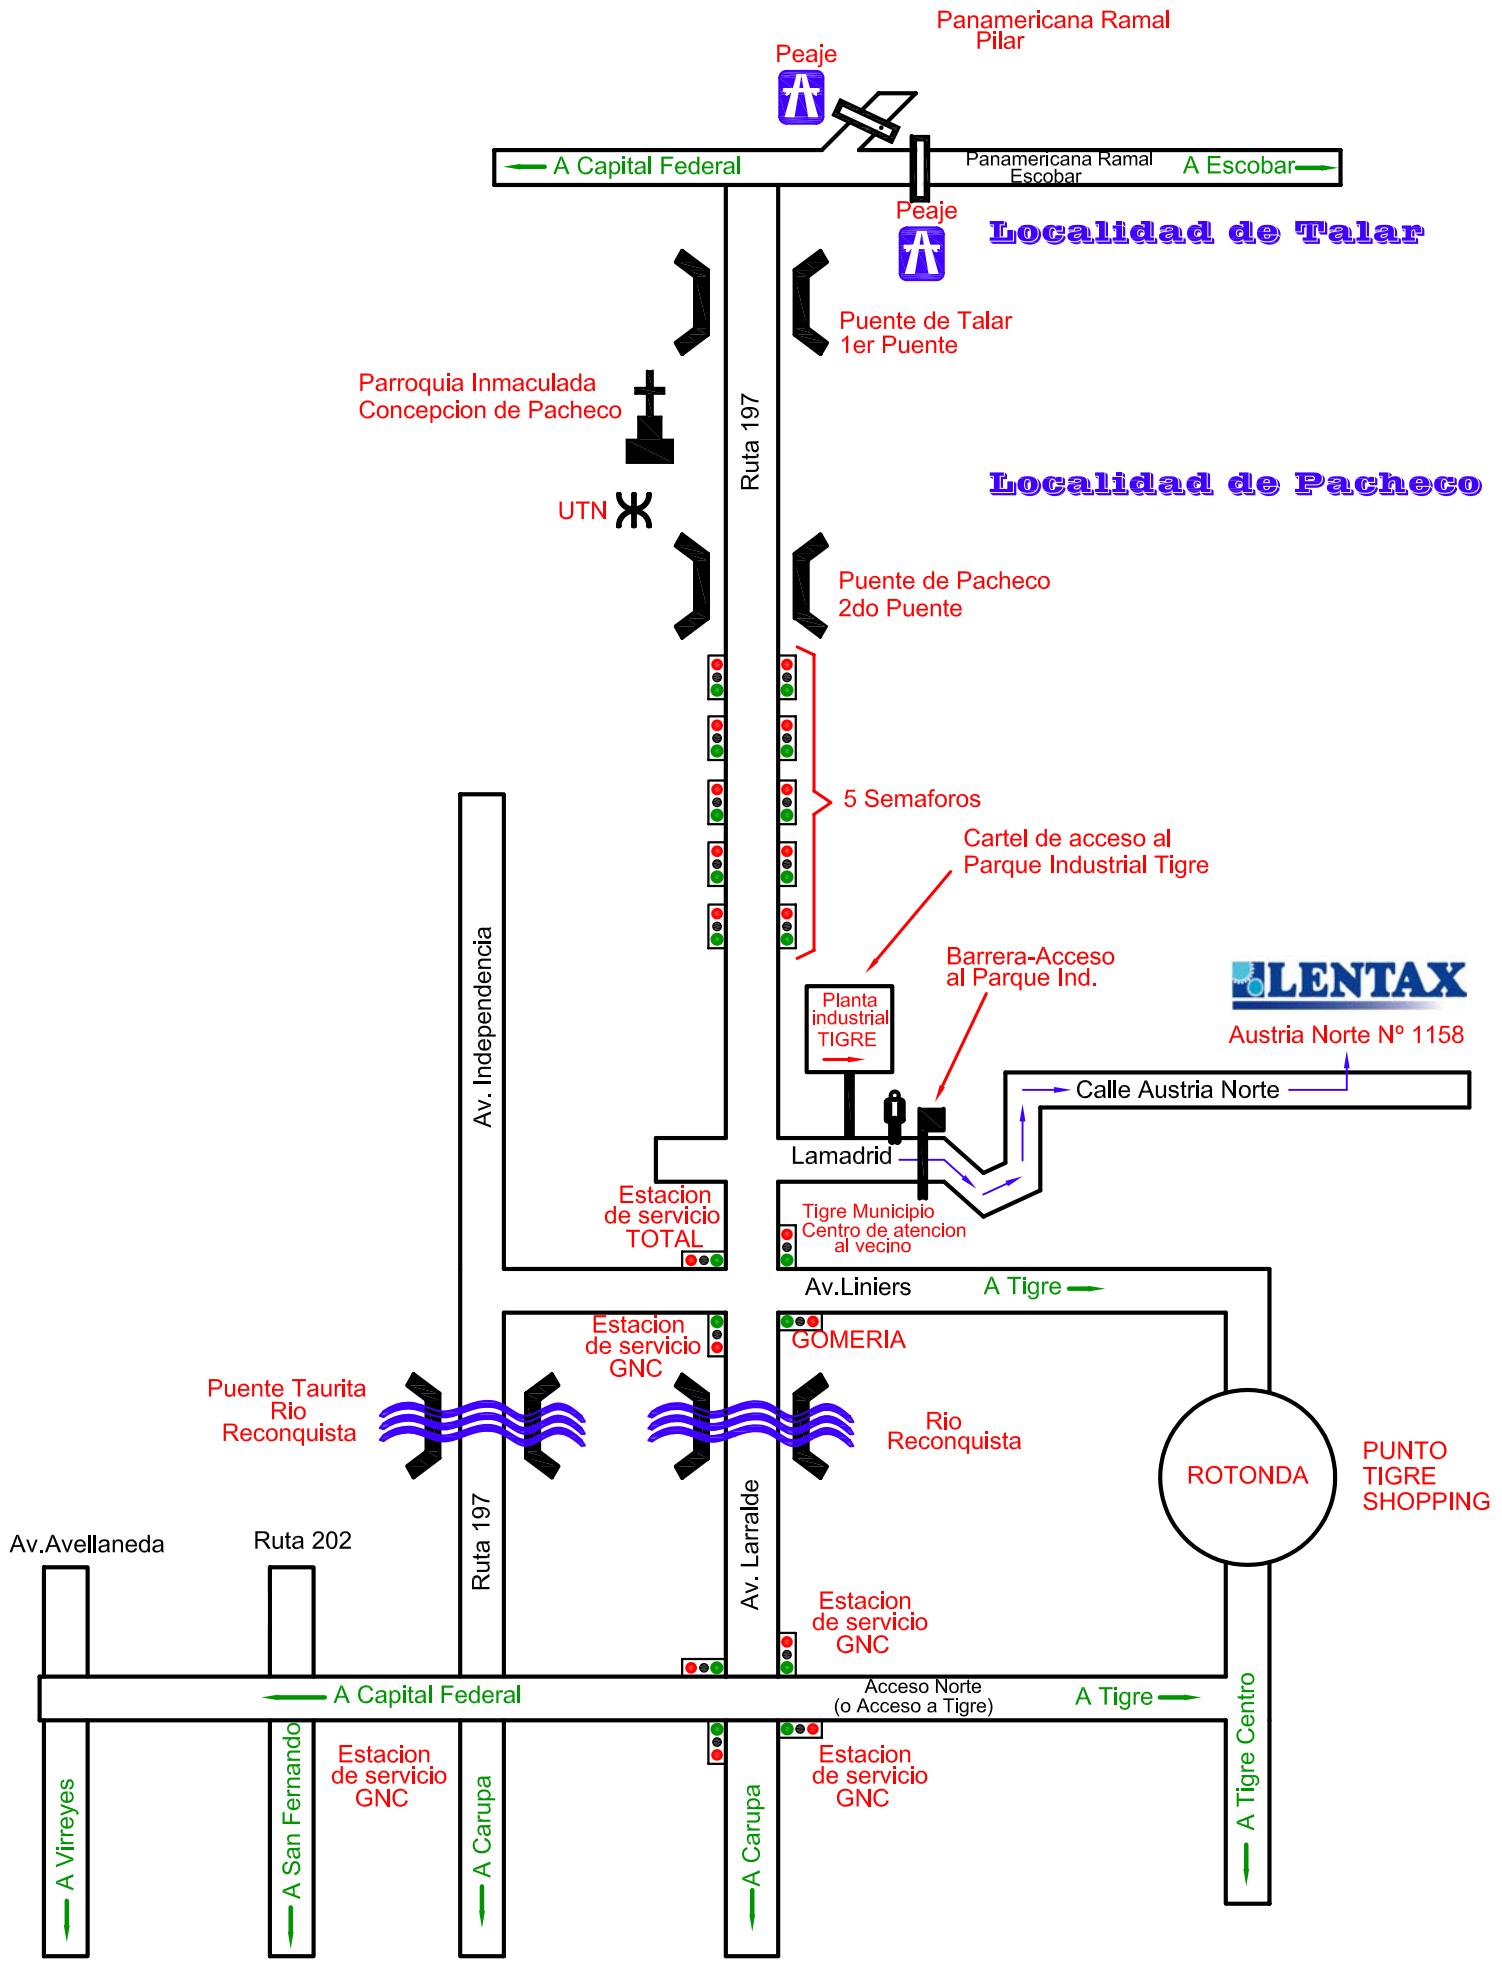 Panamericana Ramal
Pilar
Peaje
A Capital Federal
Panamericana Ramal
Escobar
A Escobar
Peaje
Localidad de Talar
Puente de Talar
1er Puente
Parroquia Inmaculada
Concepcion de Pacheco
Ruta 197
Localidad de Pacheco
UTN
Puente de Pacheco
2do Puente
5 Semaforos
Cartel de acceso al
Parque Industrial Tigre
Av. Independencia
Barrera-Acceso
al Parque Ind.
Planta
industrial
TIGRE
LENTAX
Austria Norte Nº 1158
Calle Austria Norte
Lamadrid
Estacion
de servicio
TOTAL
Tigre Municipio
Centro de atencion
al vecino
Av.Liniers
A Tigre
Estacion
de servicio
GNC
GOMERIA
Puente Taurita
Rio
Reconquista
Rio
Reconquista
ROTONDA
PUNTO
TIGRE
SHOPPING
Ruta 197
Av. Larralde
Av.Avellaneda
Ruta 202
Estacion
de servicio
GNC
A Capital Federal
Acceso Norte
(o Acceso a Tigre)
A Tigre
A Tigre Centro
Estacion
de servicio
GNC
Estacion
de servicio
GNC
A Virreyes
A San Fernando
A Carupa
A Carupa